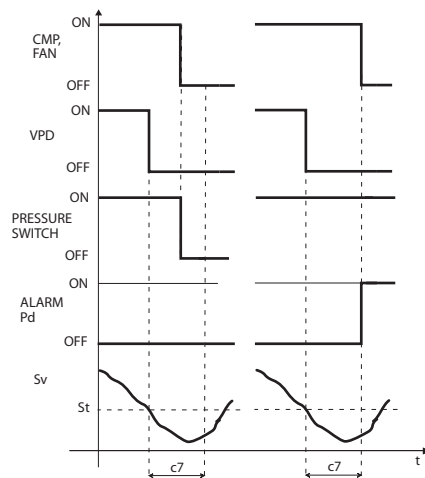 ON
CMP,
FAN
OFF
ON
VPD
OFF
ON
PRESSURE
SWITCH
OFF
ON
ALARM
Pd
OFF
Sv
St
t
c7 c7